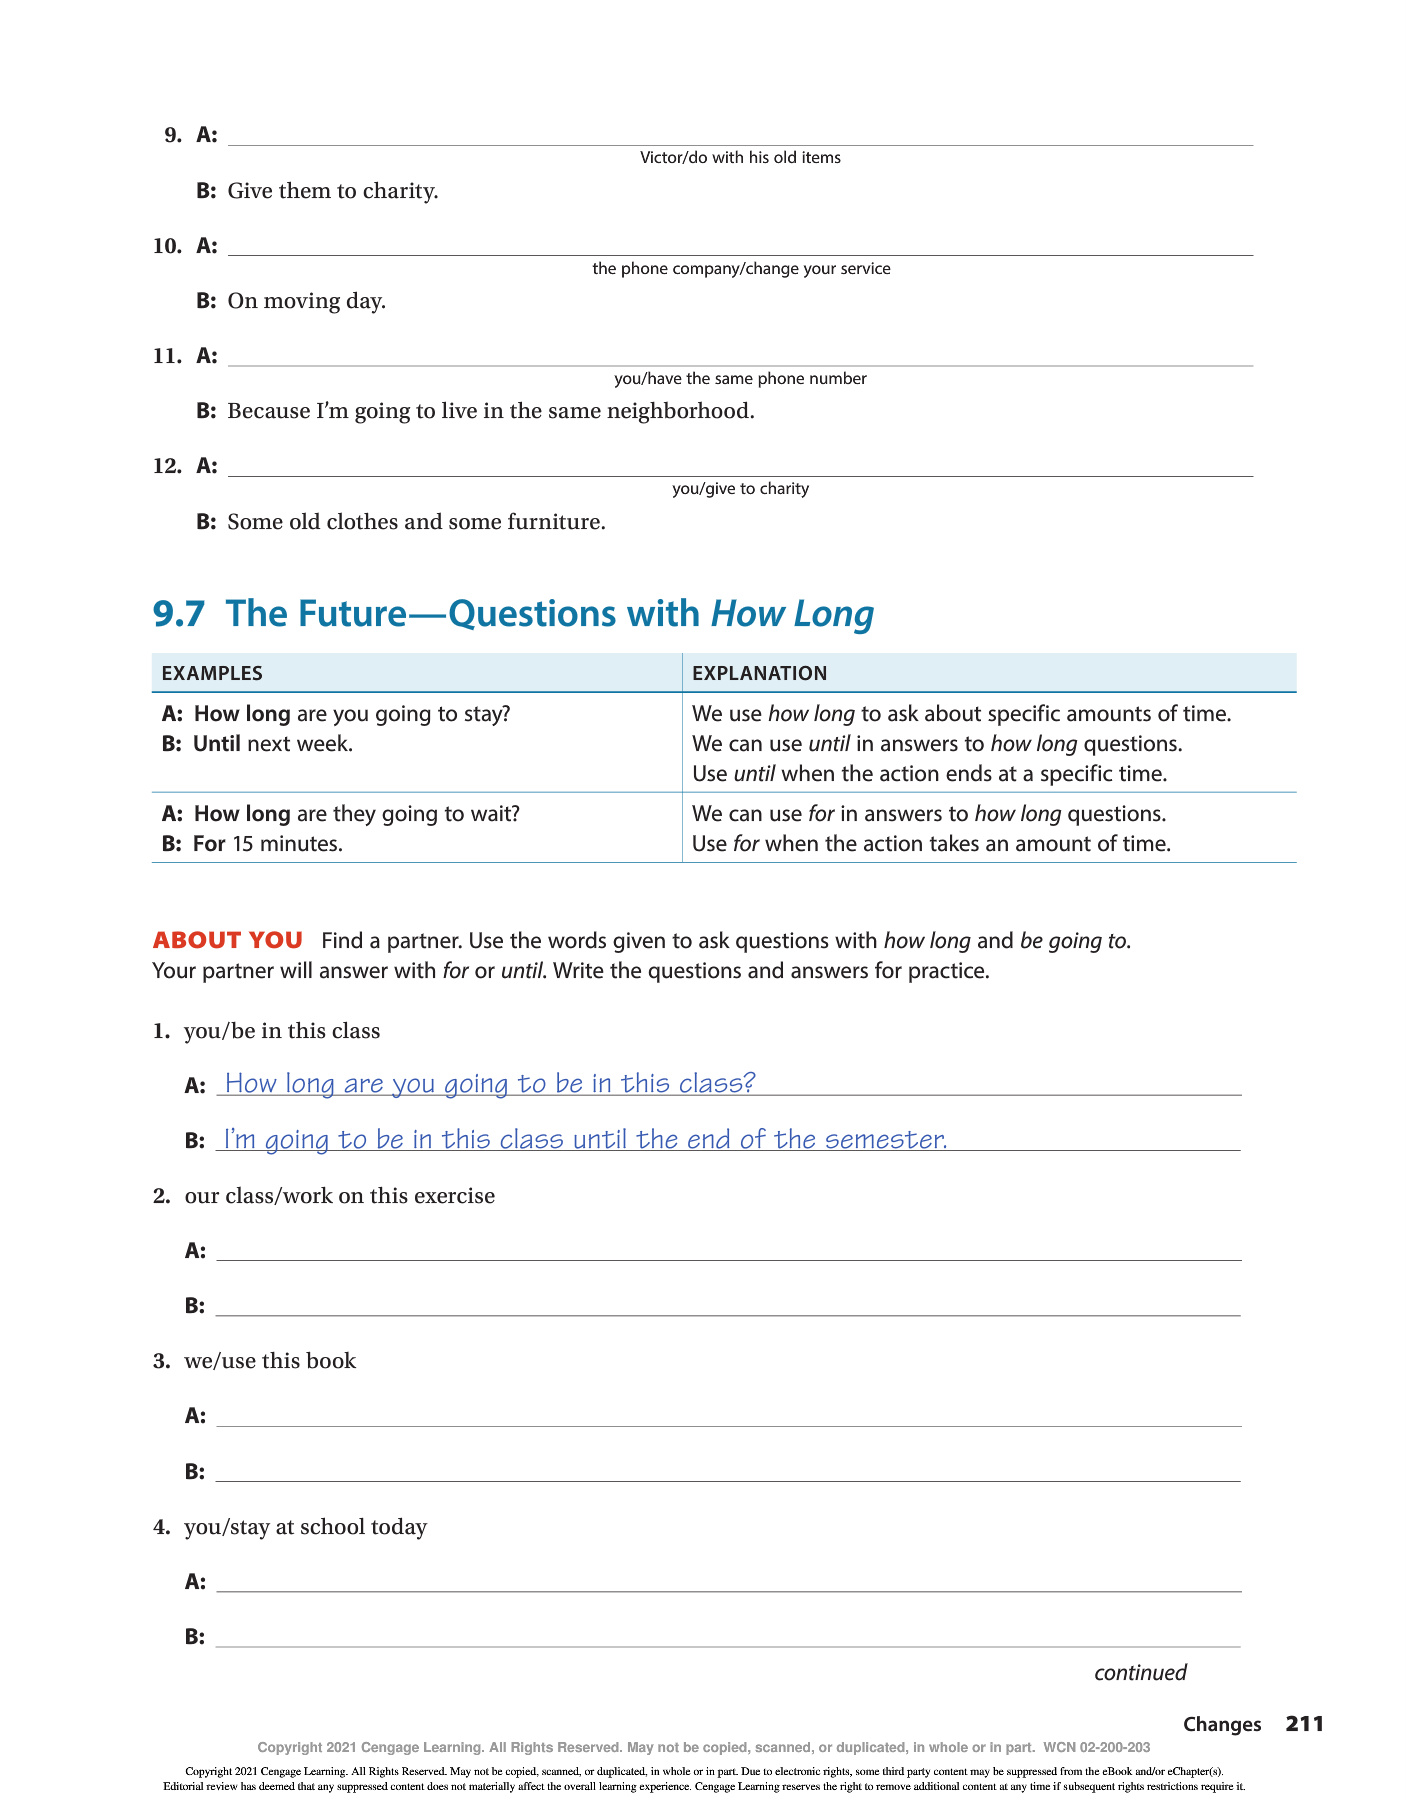 9. A:
Victor/do with his old items
B: Give them to charity.
10. A:
the phone company/change your service
B: On moving day.
11. A:
you/have the same phone number
B: Because I’m going to live in the same neighborhood.
12. A:
you/give to charity
B: Some old clothes and some furniture.
9.7 The Future—Questions with How Long
EXAMPLES EXPLANATION
A: How long are you going to stay? We use how long to ask about specific amounts of time.
B: Until next week. We can use until in answers to how long questions.
Use until when the action ends at a specific time.
A: How long are they going to wait? We can use for in answers to how long questions.
B: For 15 minutes. Use for when the action takes an amount of time.
ABOUT YOU Find a partner. Use the words given to ask questions with how long and be going to.
Your partner will answer with for or until. Write the questions and answers for practice.
1. you/be in this class
A: How long are you going to be in this class?
B: I’m going to be in this class until the end of the semester.
2. our class/work on this exercise
A:
B:
3. we/use this book
A:
B:
4. you/stay at school today
A:
B:
continued
Changes 211
Copyright 2021 Cengage Learning. All Rights Reserved. May not be copied, scanned, or duplicated, in whole or in part. WCN 02-200-203
Copyright 2021 Cengage Learning. All Rights Reserved. May not be copied, scanned, or duplicated, in whole or in part. Due to electronic rights, some third party content may be suppressed from the eBook and/or eChapter(s).
Editorial review has deemed that any suppressed content does not materially affect the overall learning experience. Cengage Learning reserves the right to remove additional content at any time if subsequent rights restrictions require it.